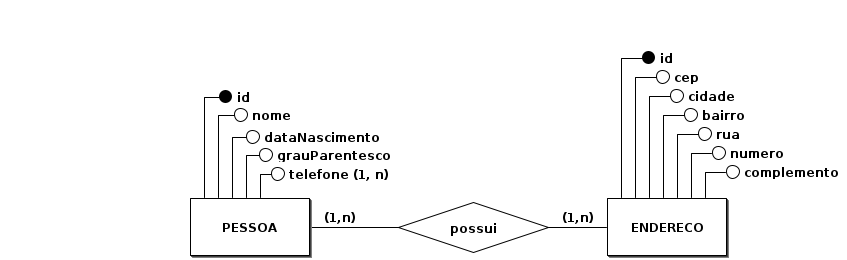 id
nome
dataNascimento
grauParentesco
telefone (1, n)
PESSOA
(1,n)
possui
(1,n)
id
cep
cidade
bairro
rua
numero
complemento
ENDERECO